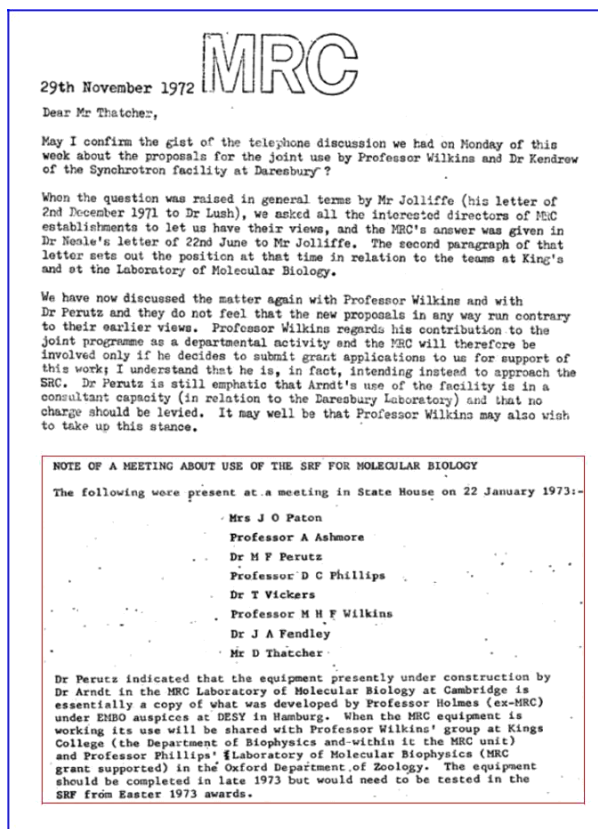 MRC
29th November 1972
Dear Mr Thatcher,
May I confirm the gist of the telephone discussion we had on Monday of this
week about the proposals for the joint use by Professor Wilkins and Dr Kendrew
of the Synchrotron facility at Daresbury?
When the question was raised in general terms by Mr Jolliffe (his letter of
2nd December 1971 to Dr Lush), we asked all the interested directors of MRC
establishments to let us have their views, and the MRC's answer was given in
Dr Neale's letter of 22nd June to Mr Jolliffe. The second paragraph of that
letter sets out the position at that time in relation to the teams at King's
and at the Laboratory of Molecular Biology.
We have now discussed the matter again with Professor Wilkins and with
Dr Perutz and they do not feel that the new proposals in any way run contrary
to their earlier views. Professor Wilkins regards his contribution to the
joint programme as a departmental activity and the MRC will therefore be
involved only if he decides to submit grant applications to us for support of
this work; I understand that he is, in fact, intending instead to approach the
SRC. Dr Perutz is still emphatic that Arndt's use of the facility is in a
consultant capacity (in relation to the Daresbury Laboratory) and that no
charge should be levied. It may well be that Professor Wilkins may also wish
to take up this stance.
NOTE OF A MEETING ABOUT USE OF THE SRF FOR MOLECULAR BIOLOGY
The following were present at a meeting in State House on 22 January 1973:-
Mrs J O Paton
Professor A Ashmore
Dr M F Perutz
Professor D C Phillips
Dr T Vickers
Professor M H F Wilkins
Dr J A Fendley
Mr D Thatcher
Dr Perutz indicated that the equipment presently under construction by
Dr Arndt in the MRC Laboratory of Molecular Biology at Cambridge is
essentially a copy of what was developed by Professor Holmes (ex-MRC)
under EMBO auspices at DESY in Hamburg. When the MRC equipment is
working its use will be shared with Professor Wilkins' group at Kings
College (the Department of Biophysics and-within it the MRC unit)
and Professor Phillips' Laboratory of Molecular Biophysics (MRC
grant supported) in the Oxford Department of Zoology. The equipment
should be completed in late 1973 but would need to be tested in the
SRF from Easter 1973 awards.